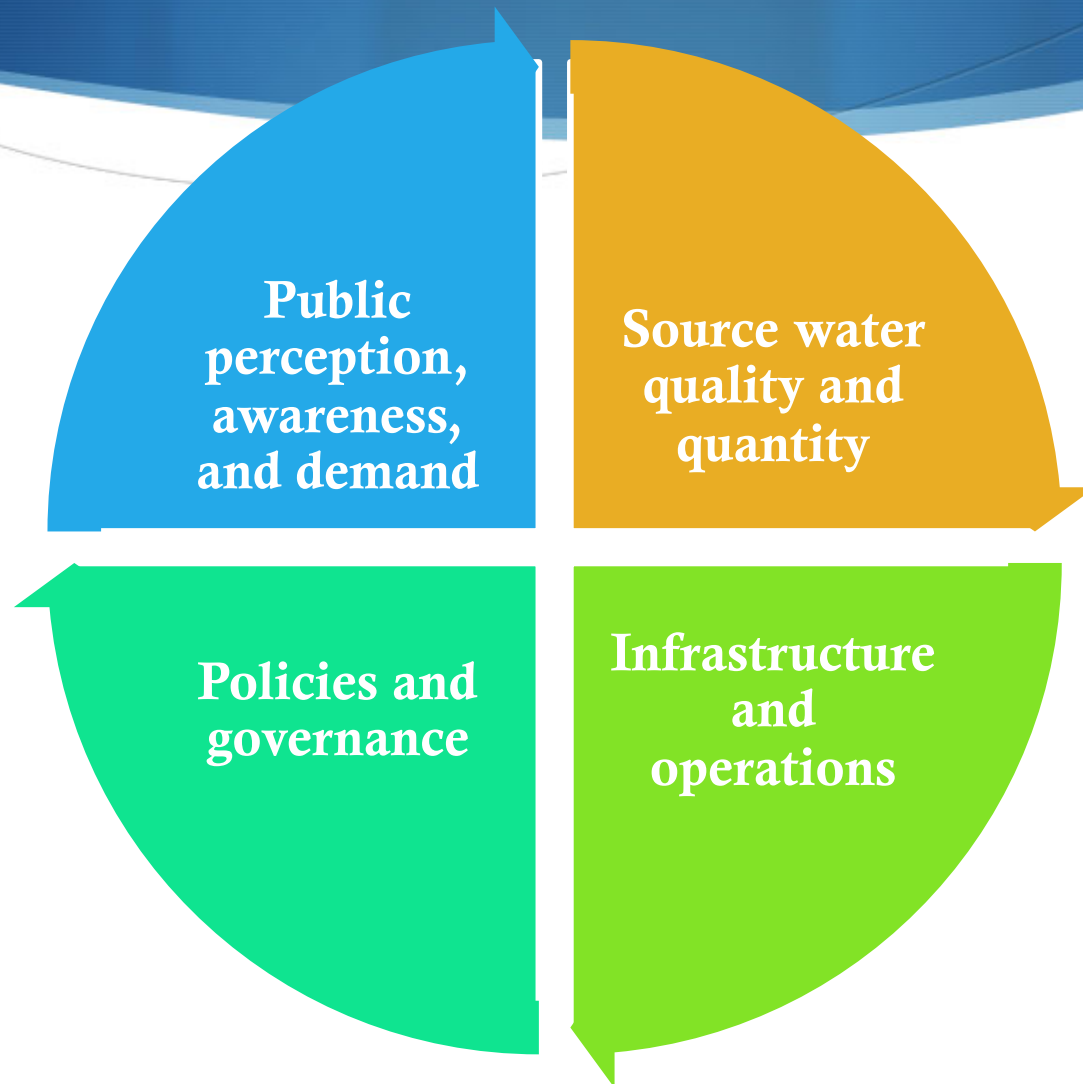 Public
perception,
awareness,
and demand
Source water
quality and
quantity
Policies and
governance
Infrastructure
and
operations